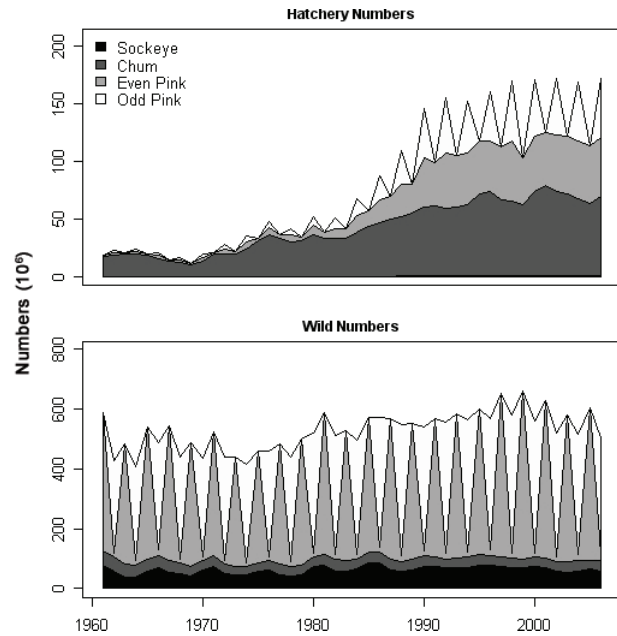 Hatchery Numbers
200
150
100
50
0
Sockeye
Chum
Even Pink
Odd Pink
Numbers (10⁶)
Wild Numbers
800
600
400
200
0
1960 1970 1980 1990 2000